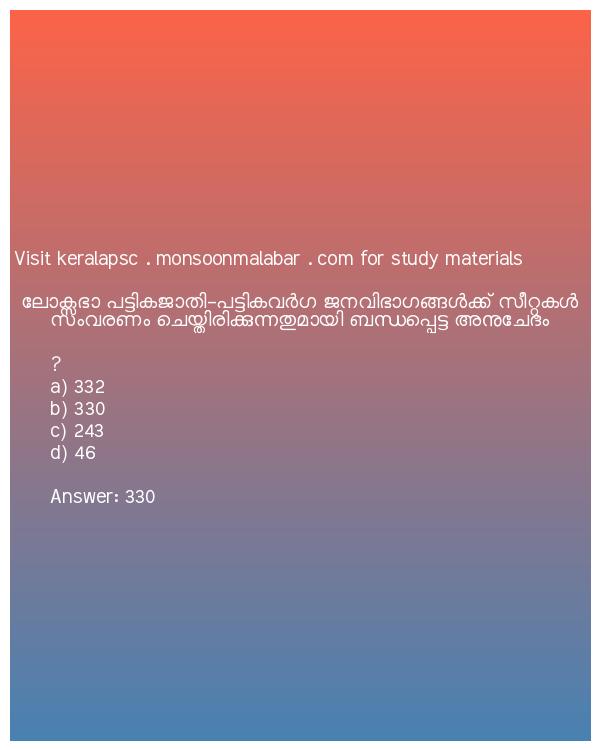 Visit keralapsc . monsoonmalabar . com for study materials
ലോക്സഭാ പട്ടികജാതി-പട്ടികവർഗ ജനവിഭാഗങ്ങൾക്ക് സീറ്റുകൾ
സംവരണം ചെയ്തിരിക്കുന്നതുമായി ബന്ധപ്പെട്ട അനുചേദം
?
a) 332
b) 330
c) 243
d) 46
Answer: 330